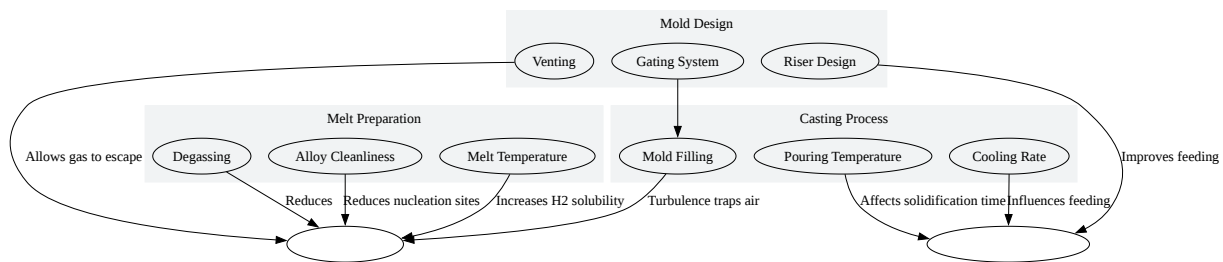 Mold Design
Venting
Gating System
Riser Design
Melt Preparation
Casting Process
Allows gas to escape
Degassing
Alloy Cleanliness
Melt Temperature
Mold Filling
Pouring Temperature
Cooling Rate
Improves feeding
Reduces
Reduces nucleation sites
Increases H2 solubility
Turbulence traps air
Affects solidification time
Influences feeding